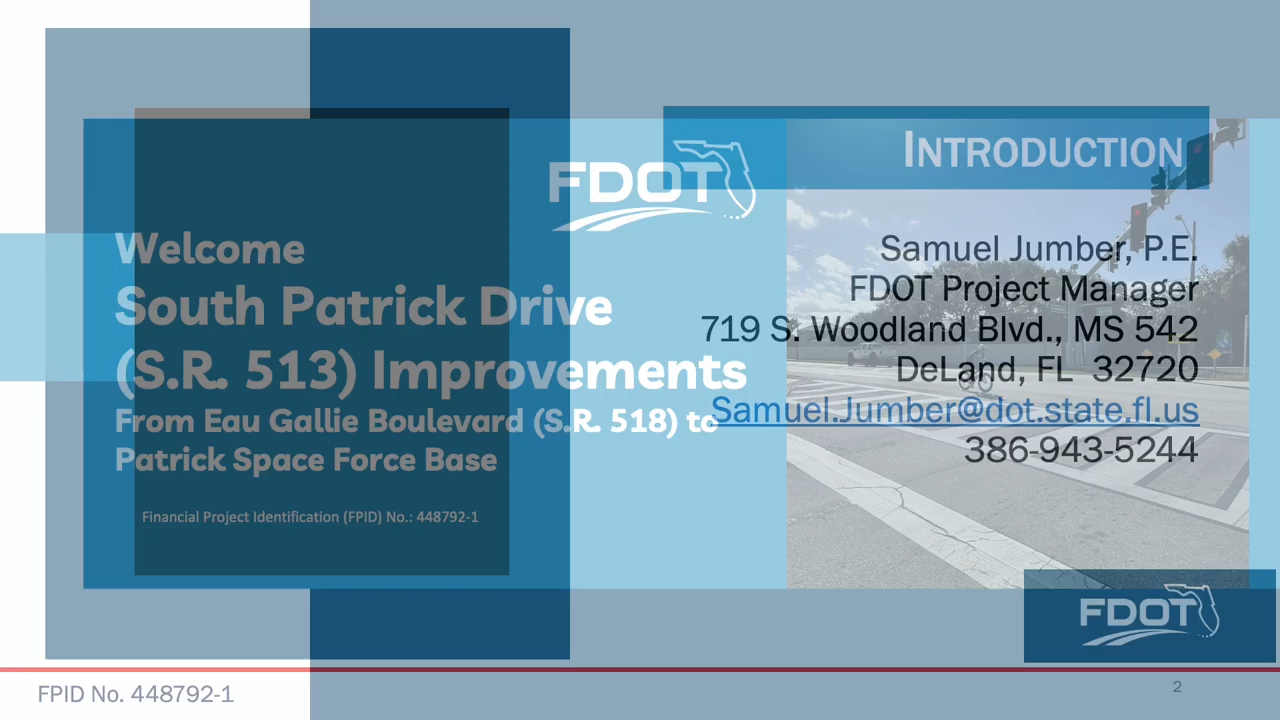 FDOT
Welcome
South Patrick Drive
(S.R. 513) Improvements
From Eau Gallie Boulevard (S.R. 518) to
Patrick Space Force Base
Financial Project Identification (FPID) No.: 448792-1
INTRODUCTION
Samuel Jumber, P.E.
FDOT Project Manager
719 S. Woodland Blvd., MS 542
DeLand, FL 32720
Samuel.Jumber@dot.state.fl.us
386-943-5244
FDOT
FPID No. 448792-1
2